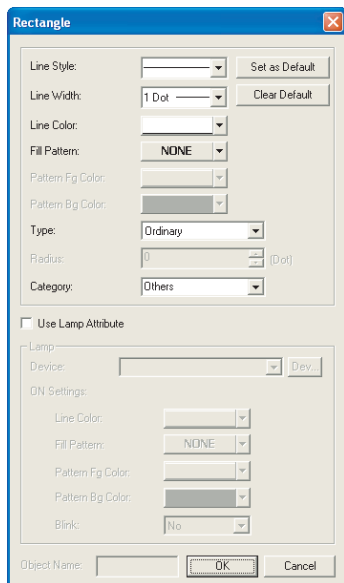 Rectangle
Line Style: Set as Default
Line Width: 1 Dot Clear Default
Line Color:
Fill Pattern: NONE
Pattern Fg Color:
Pattern Bg Color:
Type: Ordinary
Radius: 0 (Dot)
Category: Others
Use Lamp Attribute
Lamp
Device: Dev...
ON Settings:
Line Color:
Fill Pattern: NONE
Pattern Fg Color:
Pattern Bg Color:
Blink: No
Object Name: OK Cancel